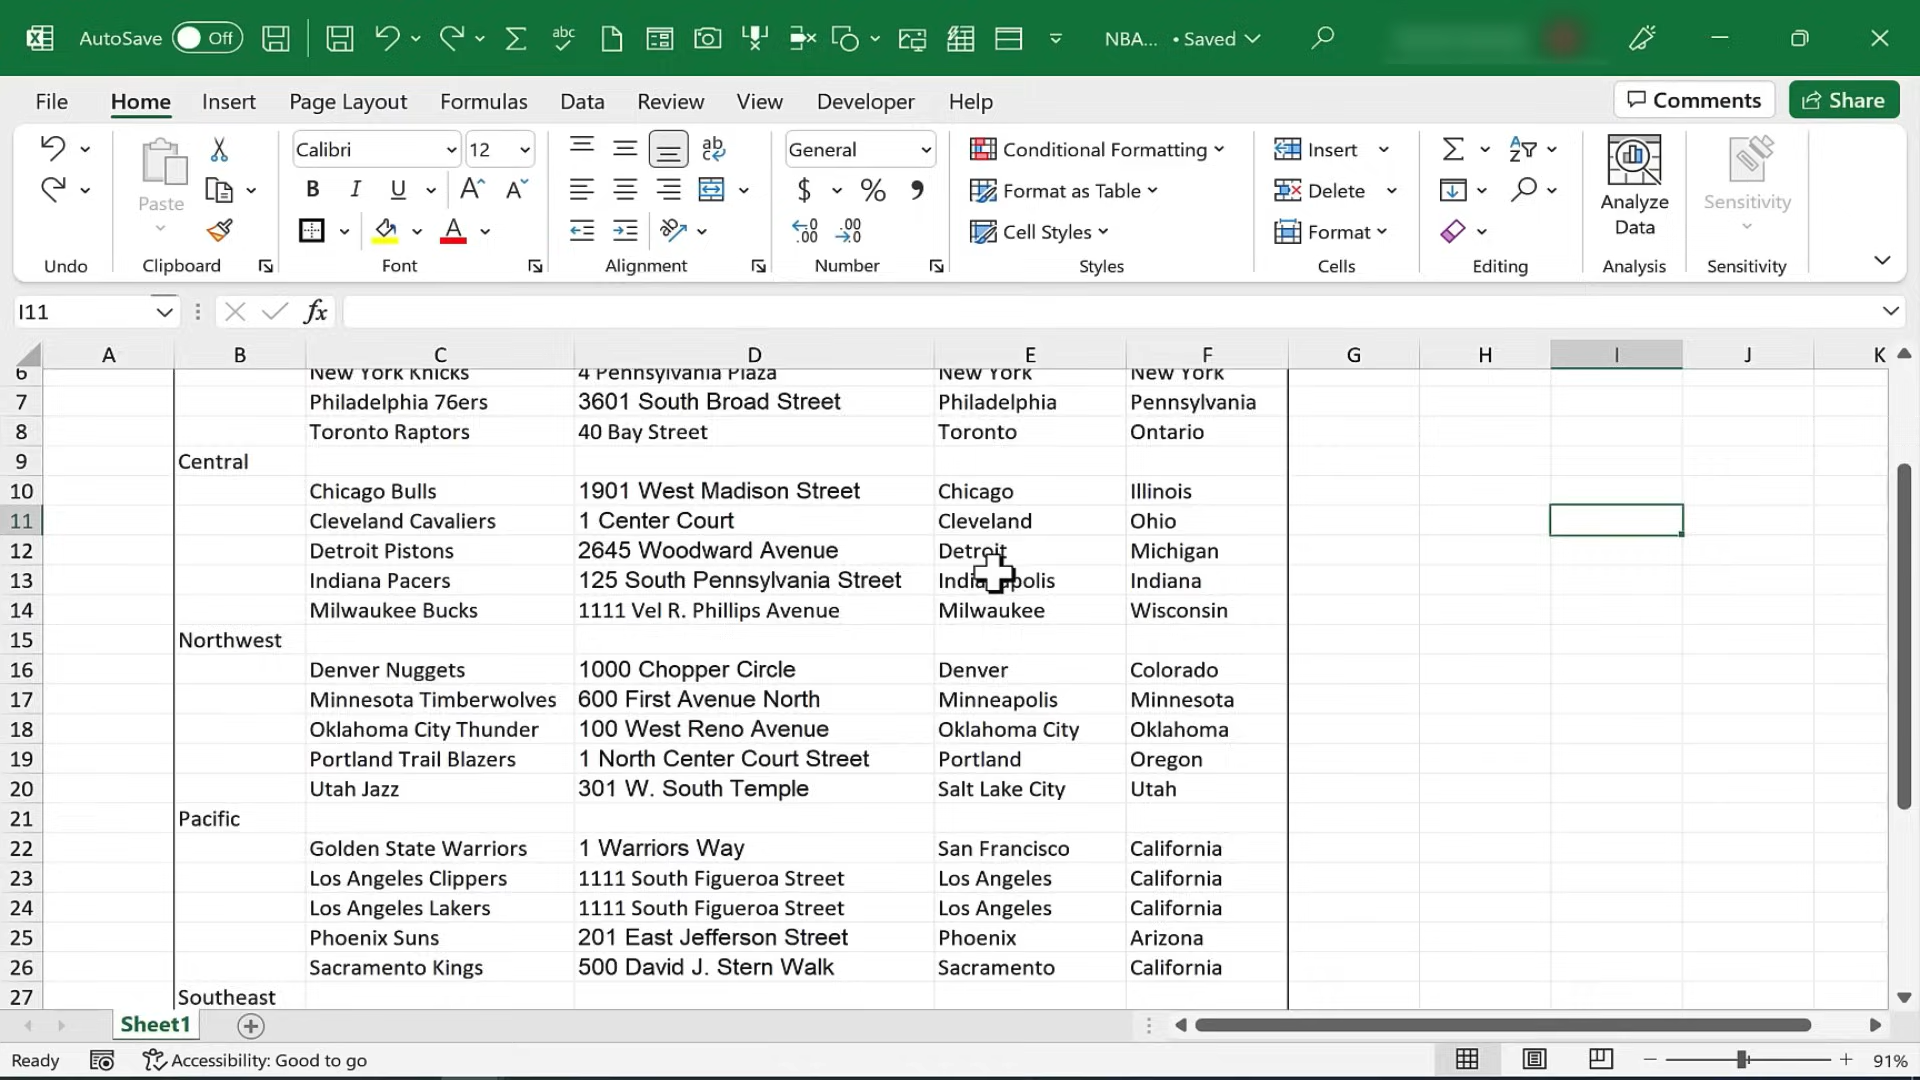 AutoSave Off NBA... • Saved
File Home Insert Page Layout Formulas Data Review View Developer Help Comments Share
Paste Calibri 12 General Conditional Formatting Insert Analyze Data Sensitivity
B I U $ % Format as Table Delete
A Cell Styles Format
Undo Clipboard Font Alignment Number Styles Cells Editing Analysis Sensitivity
I11 fx
A B C D E F G H I J K
6 New York Knicks 4 Pennsylvania Plaza New York New York
7 Philadelphia 76ers 3601 South Broad Street Philadelphia Pennsylvania
8 Toronto Raptors 40 Bay Street Toronto Ontario
9 Central
10 Chicago Bulls 1901 West Madison Street Chicago Illinois
11 Cleveland Cavaliers 1 Center Court Cleveland Ohio
12 Detroit Pistons 2645 Woodward Avenue Detroit Michigan
13 Indiana Pacers 125 South Pennsylvania Street Indianapolis Indiana
14 Milwaukee Bucks 1111 Vel R. Phillips Avenue Milwaukee Wisconsin
15 Northwest
16 Denver Nuggets 1000 Chopper Circle Denver Colorado
17 Minnesota Timberwolves 600 First Avenue North Minneapolis Minnesota
18 Oklahoma City Thunder 100 West Reno Avenue Oklahoma City Oklahoma
19 Portland Trail Blazers 1 North Center Court Street Portland Oregon
20 Utah Jazz 301 W. South Temple Salt Lake City Utah
21 Pacific
22 Golden State Warriors 1 Warriors Way San Francisco California
23 Los Angeles Clippers 1111 South Figueroa Street Los Angeles California
24 Los Angeles Lakers 1111 South Figueroa Street Los Angeles California
25 Phoenix Suns 201 East Jefferson Street Phoenix Arizona
26 Sacramento Kings 500 David J. Stern Walk Sacramento California
27 Southeast
Sheet1
Ready Accessibility: Good to go 91%